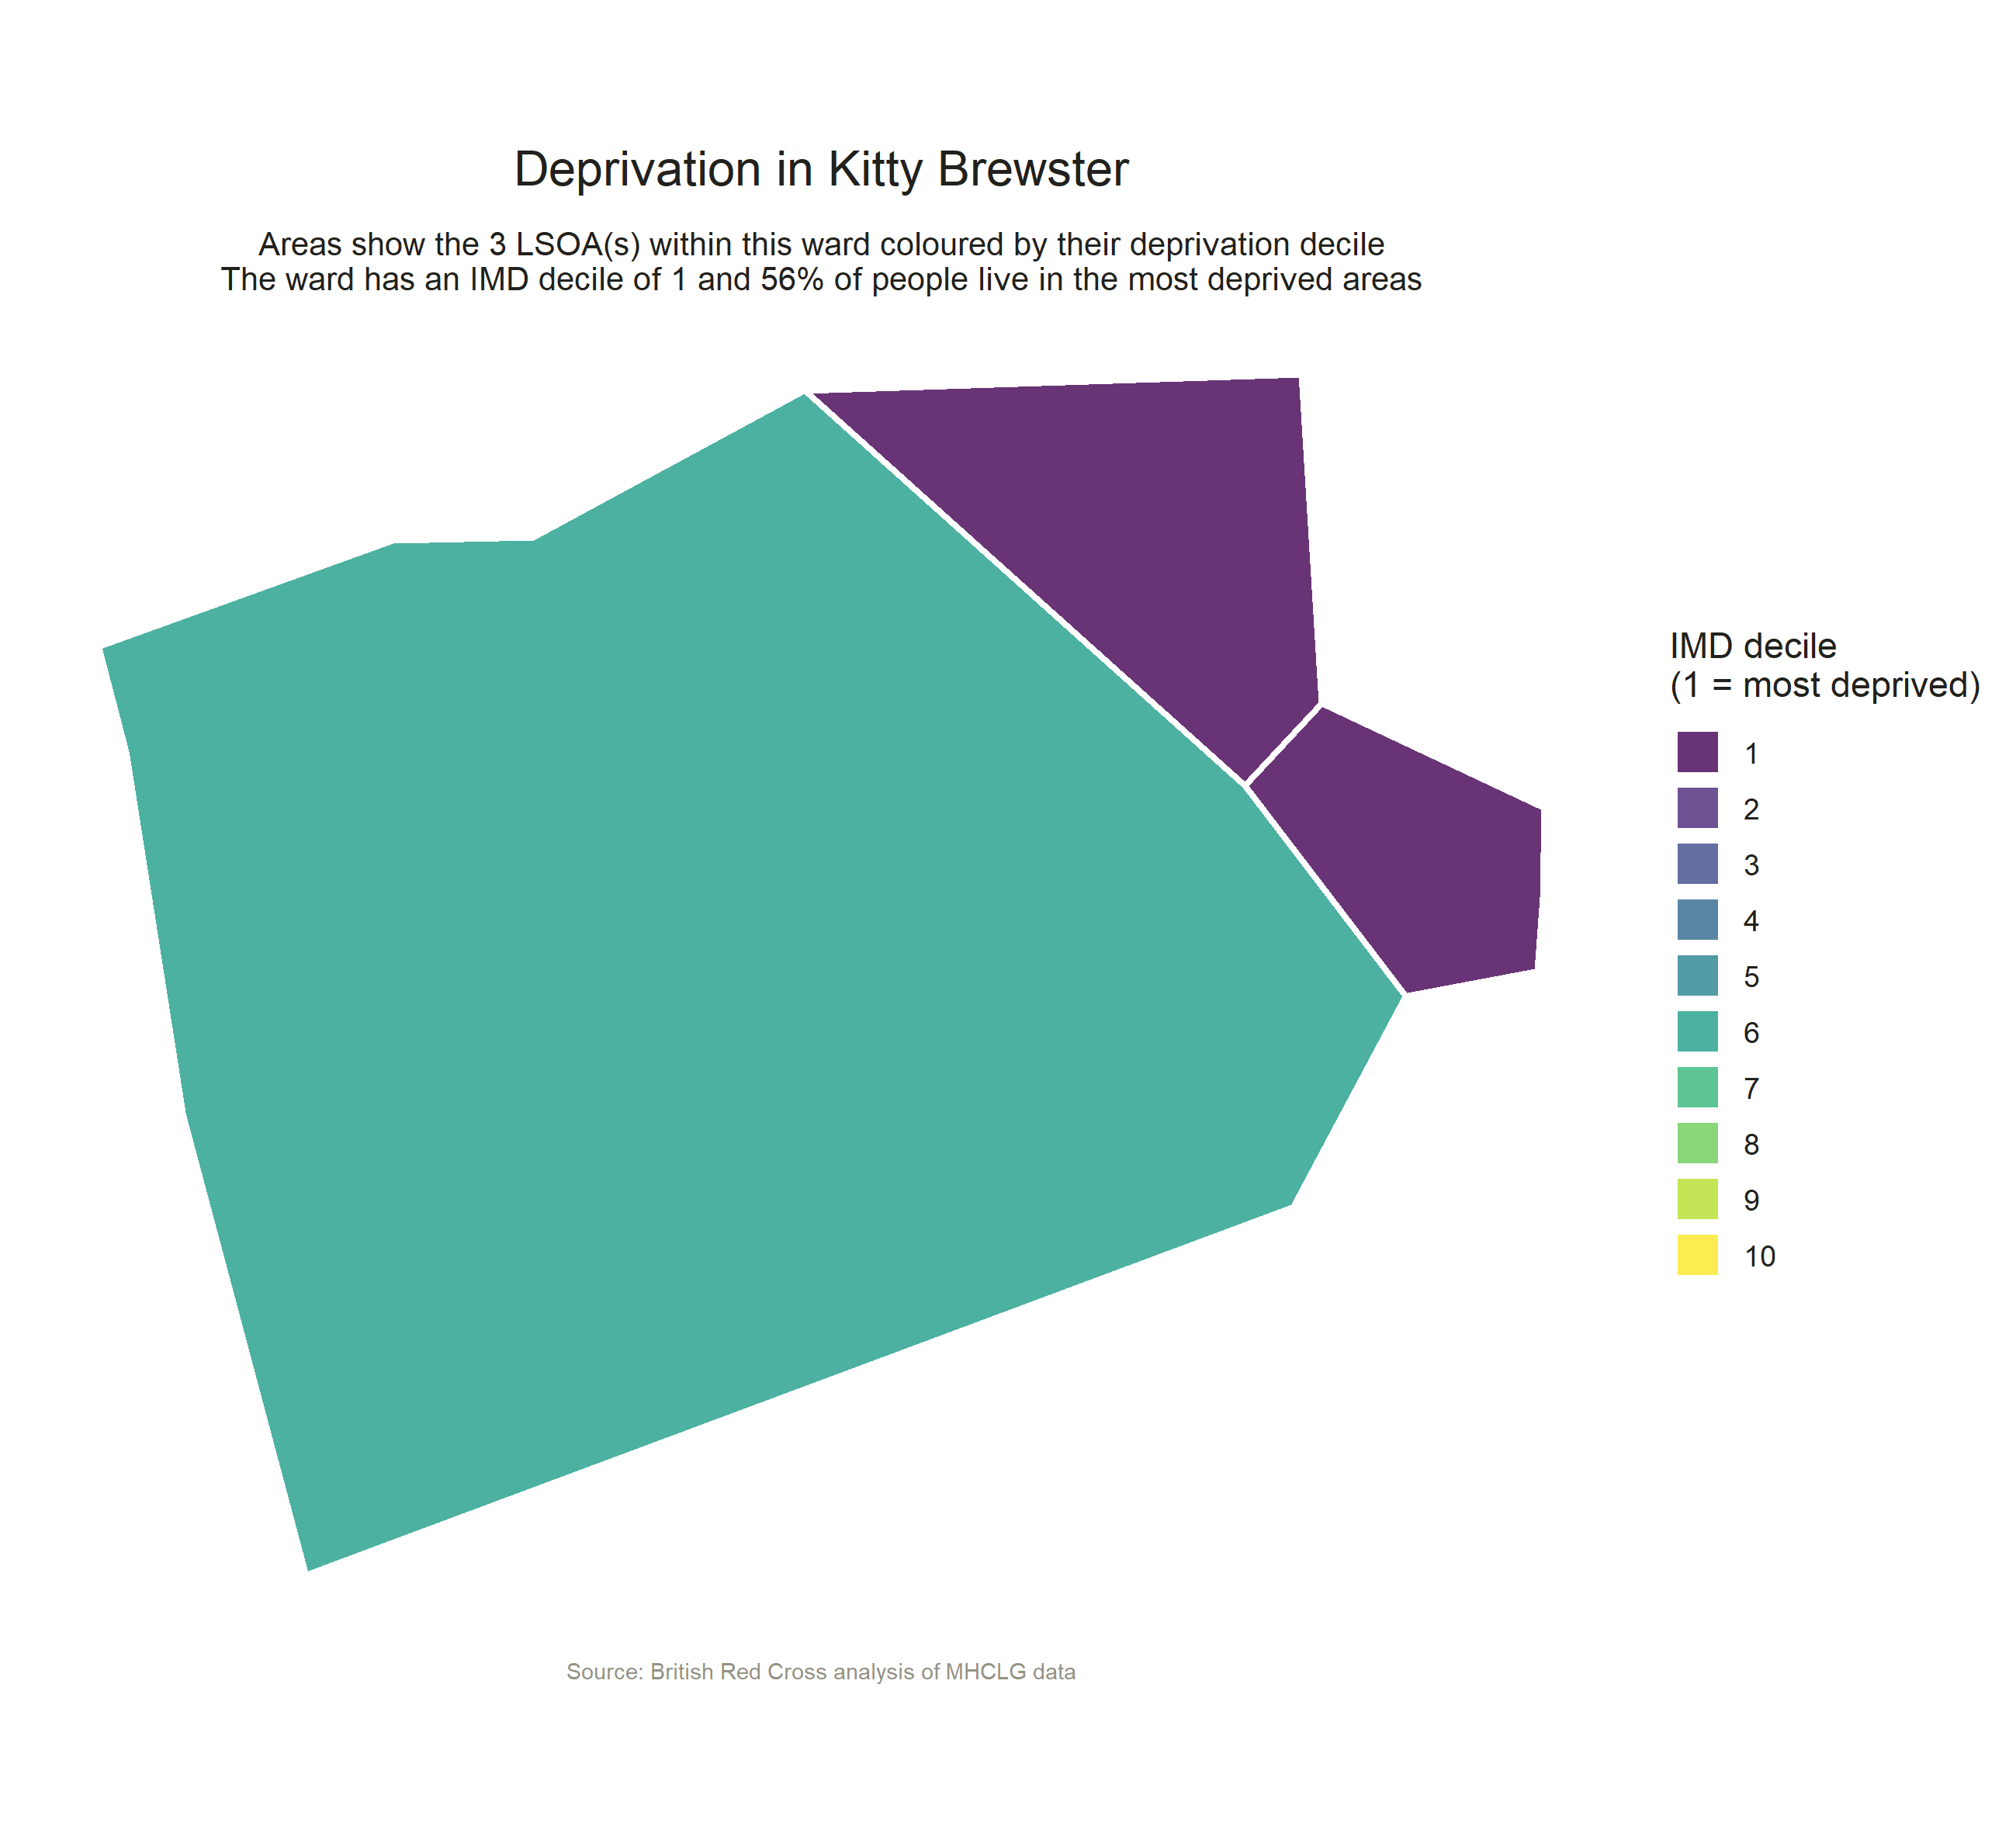 Deprivation in Kitty Brewster
Areas show the 3 LSOA(s) within this ward coloured by their deprivation decile
The ward has an IMD decile of 1 and 56% of people live in the most deprived areas
IMD decile
(1 = most deprived)
1
2
3
4
5
6
7
8
9
10
Source: British Red Cross analysis of MHCLG data